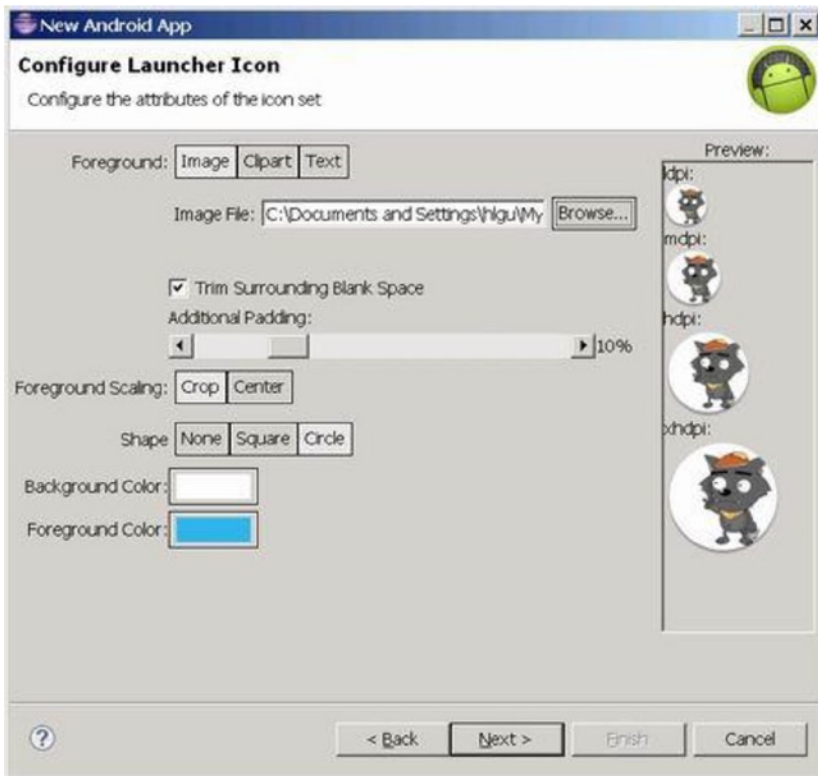 New Android App
Configure Launcher Icon
Configure the attributes of the icon set
Foreground: Image Clipart Text
Image File: C:\Documents and Settings\hlgu\My Browse...
Trim Surrounding Blank Space
Additional Padding:
10%
Foreground Scaling: Crop Center
Shape None Square Circle
Background Color:
Foreground Color:
Preview:
ldpi:
mdpi:
hdpi:
xhdpi:
? < Back Next > Finish Cancel